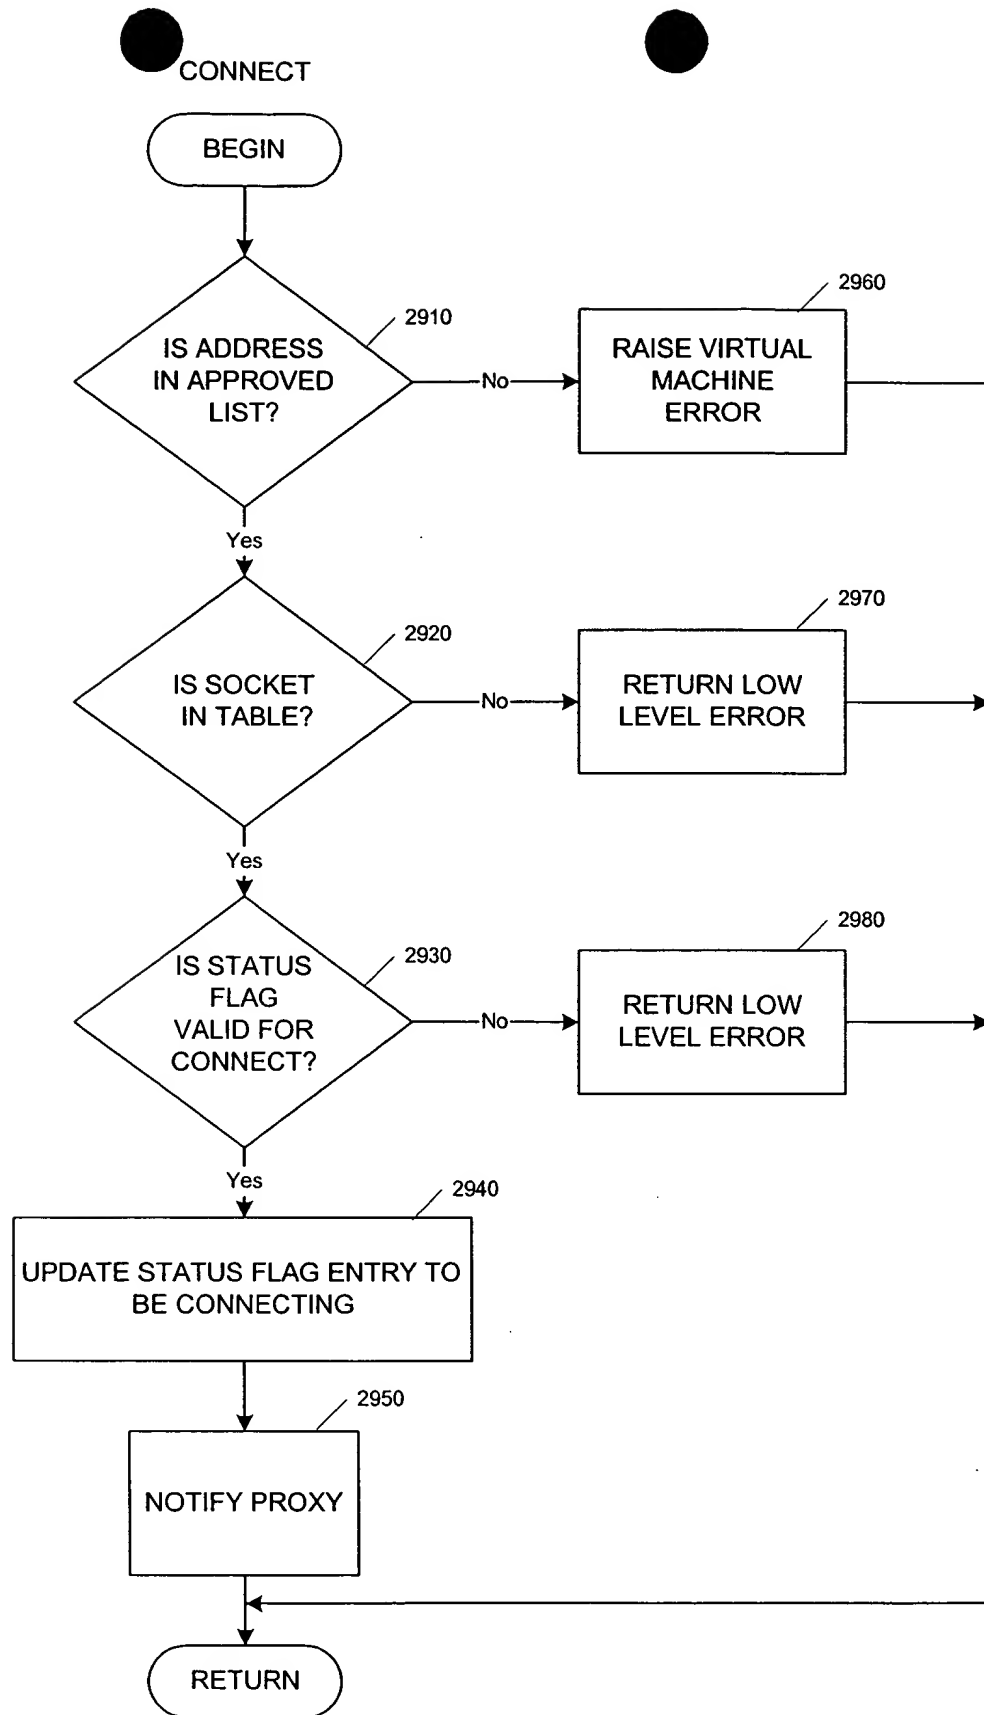 CONNECT
BEGIN
2910
IS ADDRESS
IN APPROVED
LIST?
No
2960
RAISE VIRTUAL
MACHINE
ERROR
Yes
2920
IS SOCKET
IN TABLE?
No
2970
RETURN LOW
LEVEL ERROR
Yes
2930
IS STATUS
FLAG
VALID FOR
CONNECT?
No
2980
RETURN LOW
LEVEL ERROR
Yes
2940
UPDATE STATUS FLAG ENTRY TO
BE CONNECTING
2950
NOTIFY PROXY
RETURN